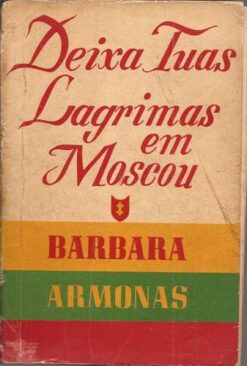 Deixa Tuas
Lagrimas
em
Moscou
BARBARA
ARMONAS